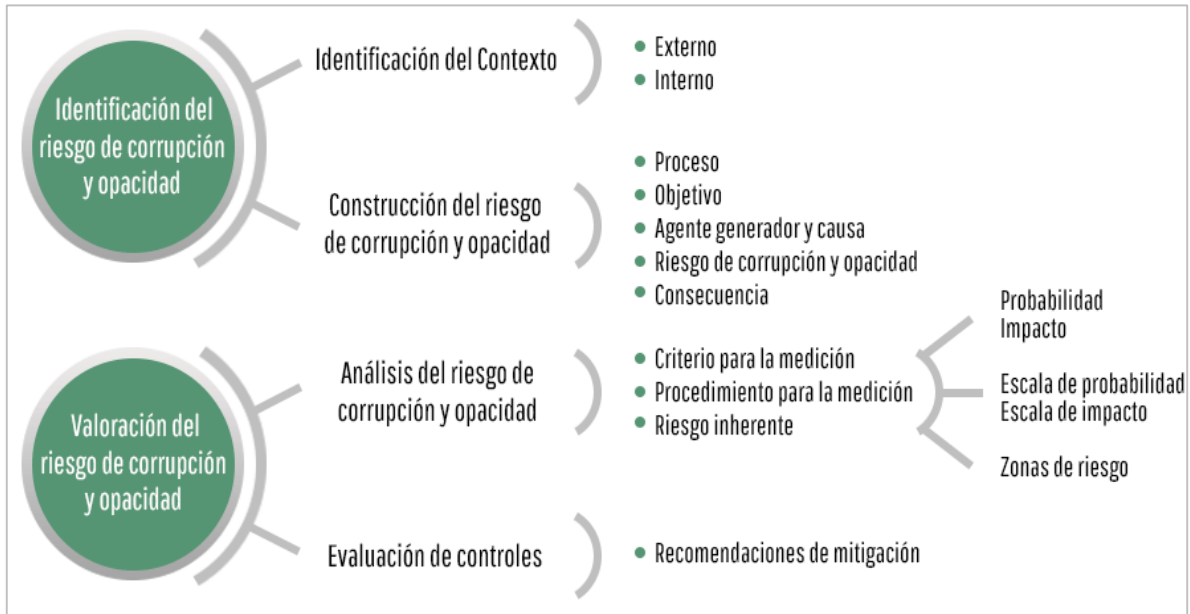 Identificación del
riesgo de corrupción
y opacidad
Identificación del Contexto
Externo
Interno
Construcción del riesgo
de corrupción y opacidad
Proceso
Objetivo
Agente generador y causa
Riesgo de corrupción y opacidad
Consecuencia
Valoración del
riesgo de corrupción
y opacidad
Análisis del riesgo de
corrupción y opacidad
Criterio para la medición
Procedimiento para la medición
Riesgo inherente
Probabilidad
Impacto
Escala de probabilidad
Escala de impacto
Zonas de riesgo
Evaluación de controles
Recomendaciones de mitigación